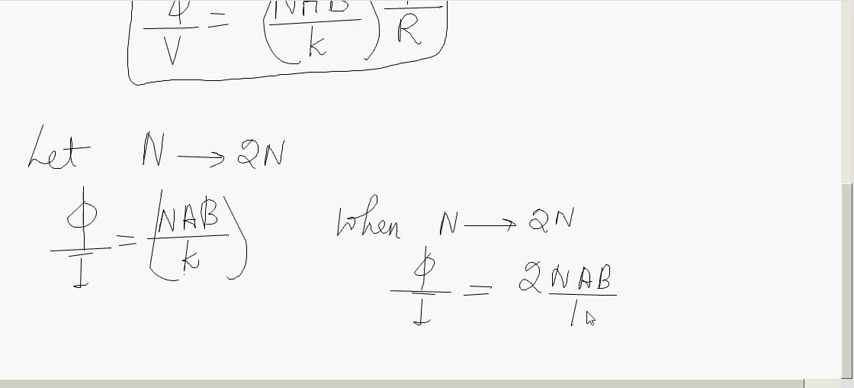 ϕ/V = (NAB/k) 1/R
Let N → 2N
ϕ/I = (NAB/k)
When N → 2N
ϕ/I = 2NAB/